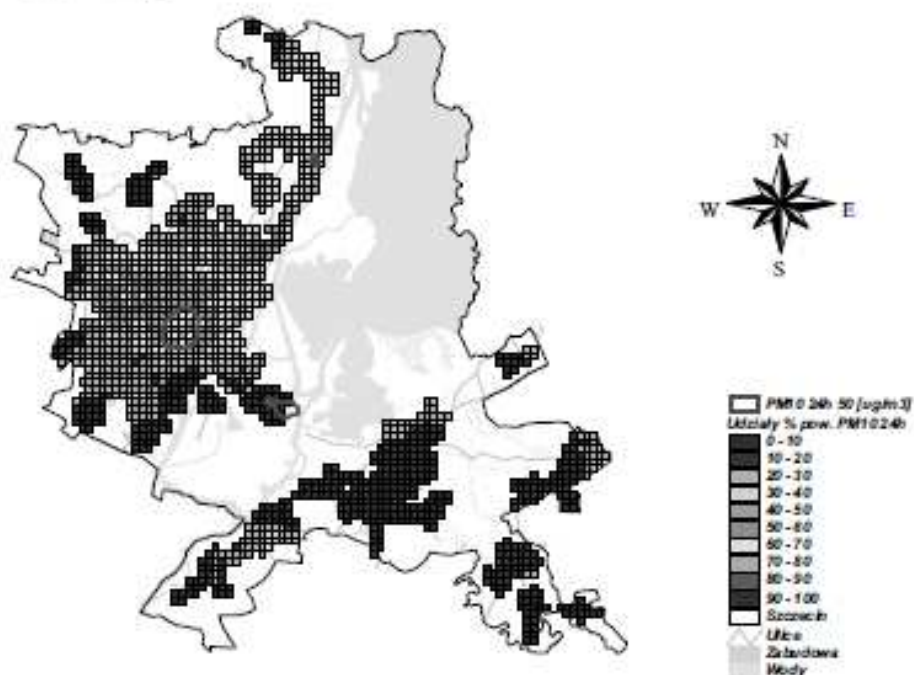 N
W E
S
PM10 24h 50 [ug/m3]
Udziały % pow. PM10 24h
0 - 10
10 - 20
20 - 30
30 - 40
40 - 50
50 - 60
60 - 70
70 - 80
80 - 90
90 - 100
Szczecin
Ulice
Zabudowa
Wody